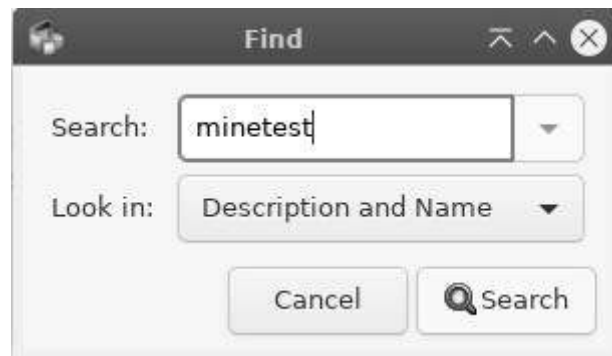 Find
Search: minetest
Look in: Description and Name
Cancel Search